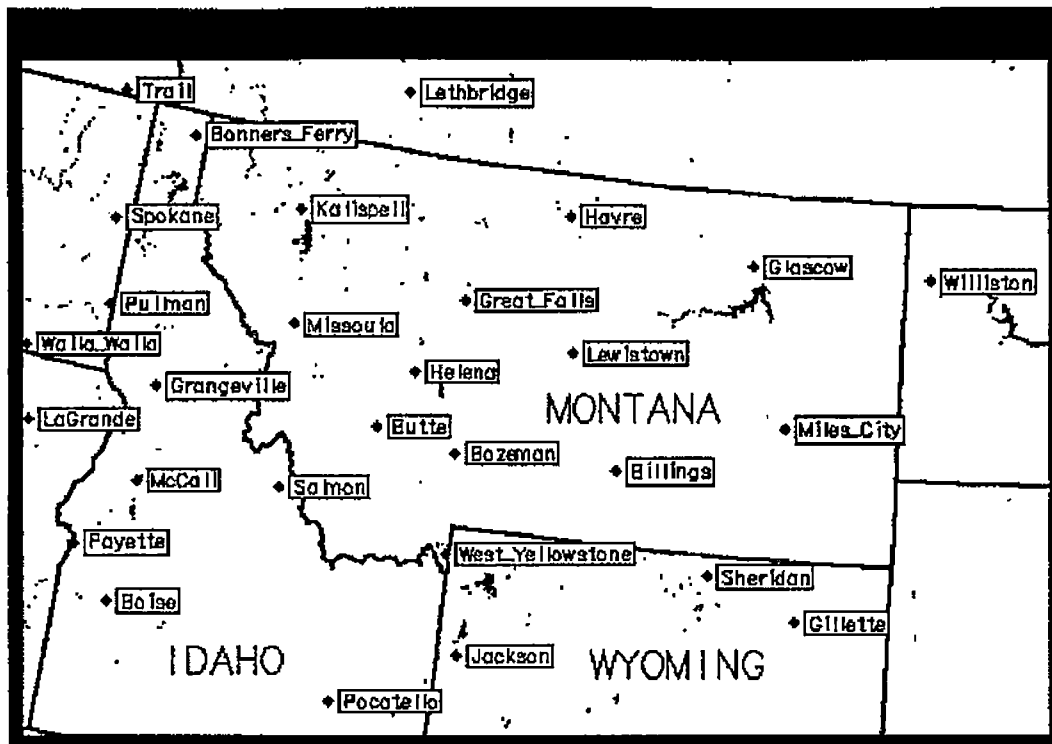 Trail
Lethbridge
Bonners_Ferry
Kalispell
Spokane
Havre
Glascow
Williston
Pullman
Great_Falls
Missoula
Walla_Walla
Lewistown
Helena
Grangeville
MONTANA
LaGrande
Butte
Miles_City
Bozeman
Billings
McCall
Salmon
Payette
West_Yellowstone
Sheridan
Boise
Gillette
IDAHO
Jackson
WYOMING
Pocatello